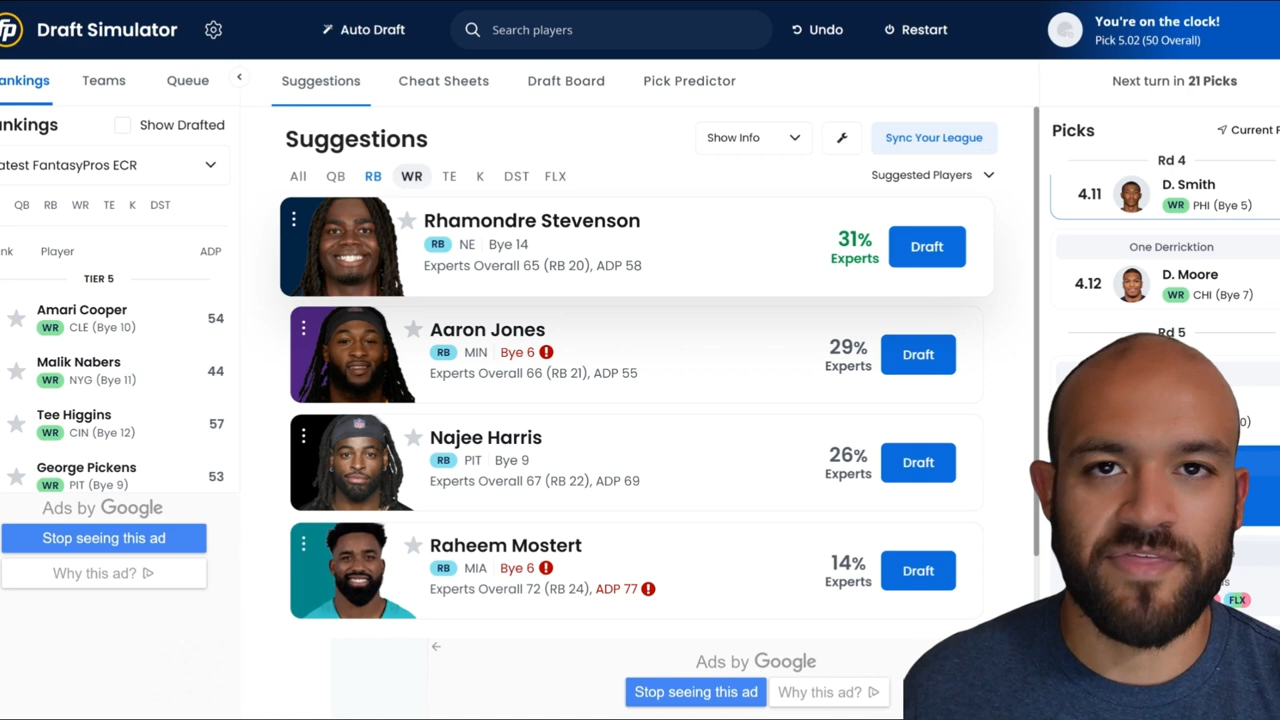 fp
Draft Simulator
Auto Draft
Search players
Undo
Restart
You're on the clock!
Pick 5.02 (50 Overall)
ankings
Teams
Queue
Suggestions
Cheat Sheets
Draft Board
Pick Predictor
Next turn in 21 Picks
ankings
Show Drafted
atest FantasyPros ECR
QB RB WR TE K DST
nk Player ADP
TIER 5
Amari Cooper
WR CLE (Bye 10)
54
Malik Nabers
WR NYG (Bye 11)
44
Tee Higgins
WR CIN (Bye 12)
57
George Pickens
WR PIT (Bye 9)
53
Ads by Google
Stop seeing this ad
Why this ad?
Suggestions
Show Info
Sync Your League
All QB RB WR TE K DST FLX
Suggested Players
Rhamondre Stevenson
RB NE Bye 14
Experts Overall 65 (RB 20), ADP 58
31%
Experts
Draft
Aaron Jones
RB MIN Bye 6
Experts Overall 66 (RB 21), ADP 55
29%
Experts
Draft
Najee Harris
RB PIT Bye 9
Experts Overall 67 (RB 22), ADP 69
26%
Experts
Draft
Raheem Mostert
RB MIA Bye 6
Experts Overall 72 (RB 24), ADP 77
14%
Experts
Draft
Ads by Google
Stop seeing this ad
Why this ad?
Picks
Current P
Rd 4
4.11
D. Smith
WR PHI (Bye 5)
One Derricktion
4.12
D. Moore
WR CHI (Bye 7)
Rd 5
0)
s
FLX